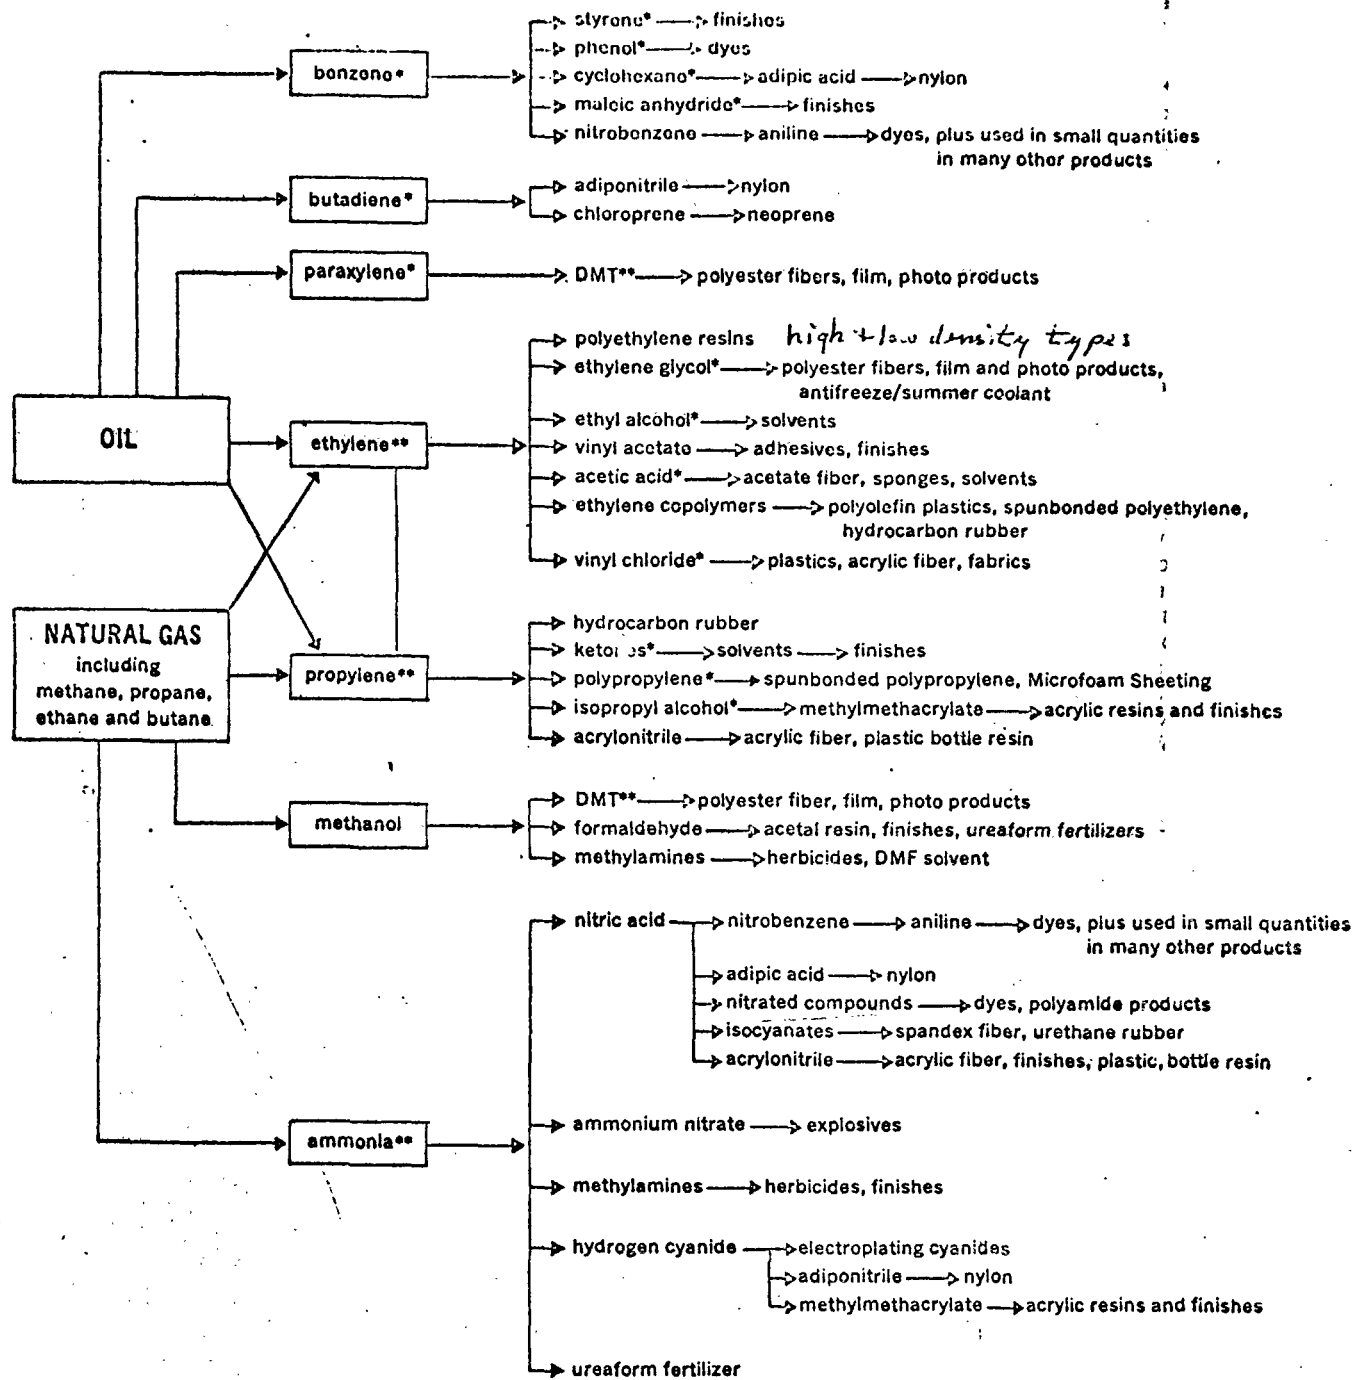 styrene* → finishes
phenol* → dyes
benzene*
cyclohexane* → adipic acid → nylon
maleic anhydride* → finishes
nitrobenzene → aniline → dyes, plus used in small quantities
in many other products
butadiene*
adiponitrile → nylon
chloroprene → neoprene
paraxylene*
DMT** → polyester fibers, film, photo products
polyethylene resins high + low density types
ethylene glycol* → polyester fibers, film and photo products,
antifreeze/summer coolant
OIL
ethylene**
ethyl alcohol* → solvents
vinyl acetate → adhesives, finishes
acetic acid* → acetate fiber, sponges, solvents
ethylene copolymers → polyolefin plastics, spunbonded polyethylene,
hydrocarbon rubber
vinyl chloride* → plastics, acrylic fiber, fabrics
NATURAL GAS
including
methane, propane,
ethane and butane
propylene**
hydrocarbon rubber
ketones* → solvents → finishes
polypropylene* → spunbonded polypropylene, Microfoam Sheeting
isopropyl alcohol* → methylmethacrylate → acrylic resins and finishes
acrylonitrile → acrylic fiber, plastic bottle resin
methanol
DMT** → polyester fiber, film, photo products
formaldehyde → acetal resin, finishes, ureaform fertilizers
methylamines → herbicides, DMF solvent
nitric acid → nitrobenzene → aniline → dyes, plus used in small quantities
in many other products
adipic acid → nylon
nitrated compounds → dyes, polyamide products
isocyanates → spandex fiber, urethane rubber
acrylonitrile → acrylic fiber, finishes, plastic, bottle resin
ammonia**
ammonium nitrate → explosives
methylamines → herbicides, finishes
hydrogen cyanide → electroplating cyanides
adiponitrile → nylon
methylmethacrylate → acrylic resins and finishes
ureaform fertilizer